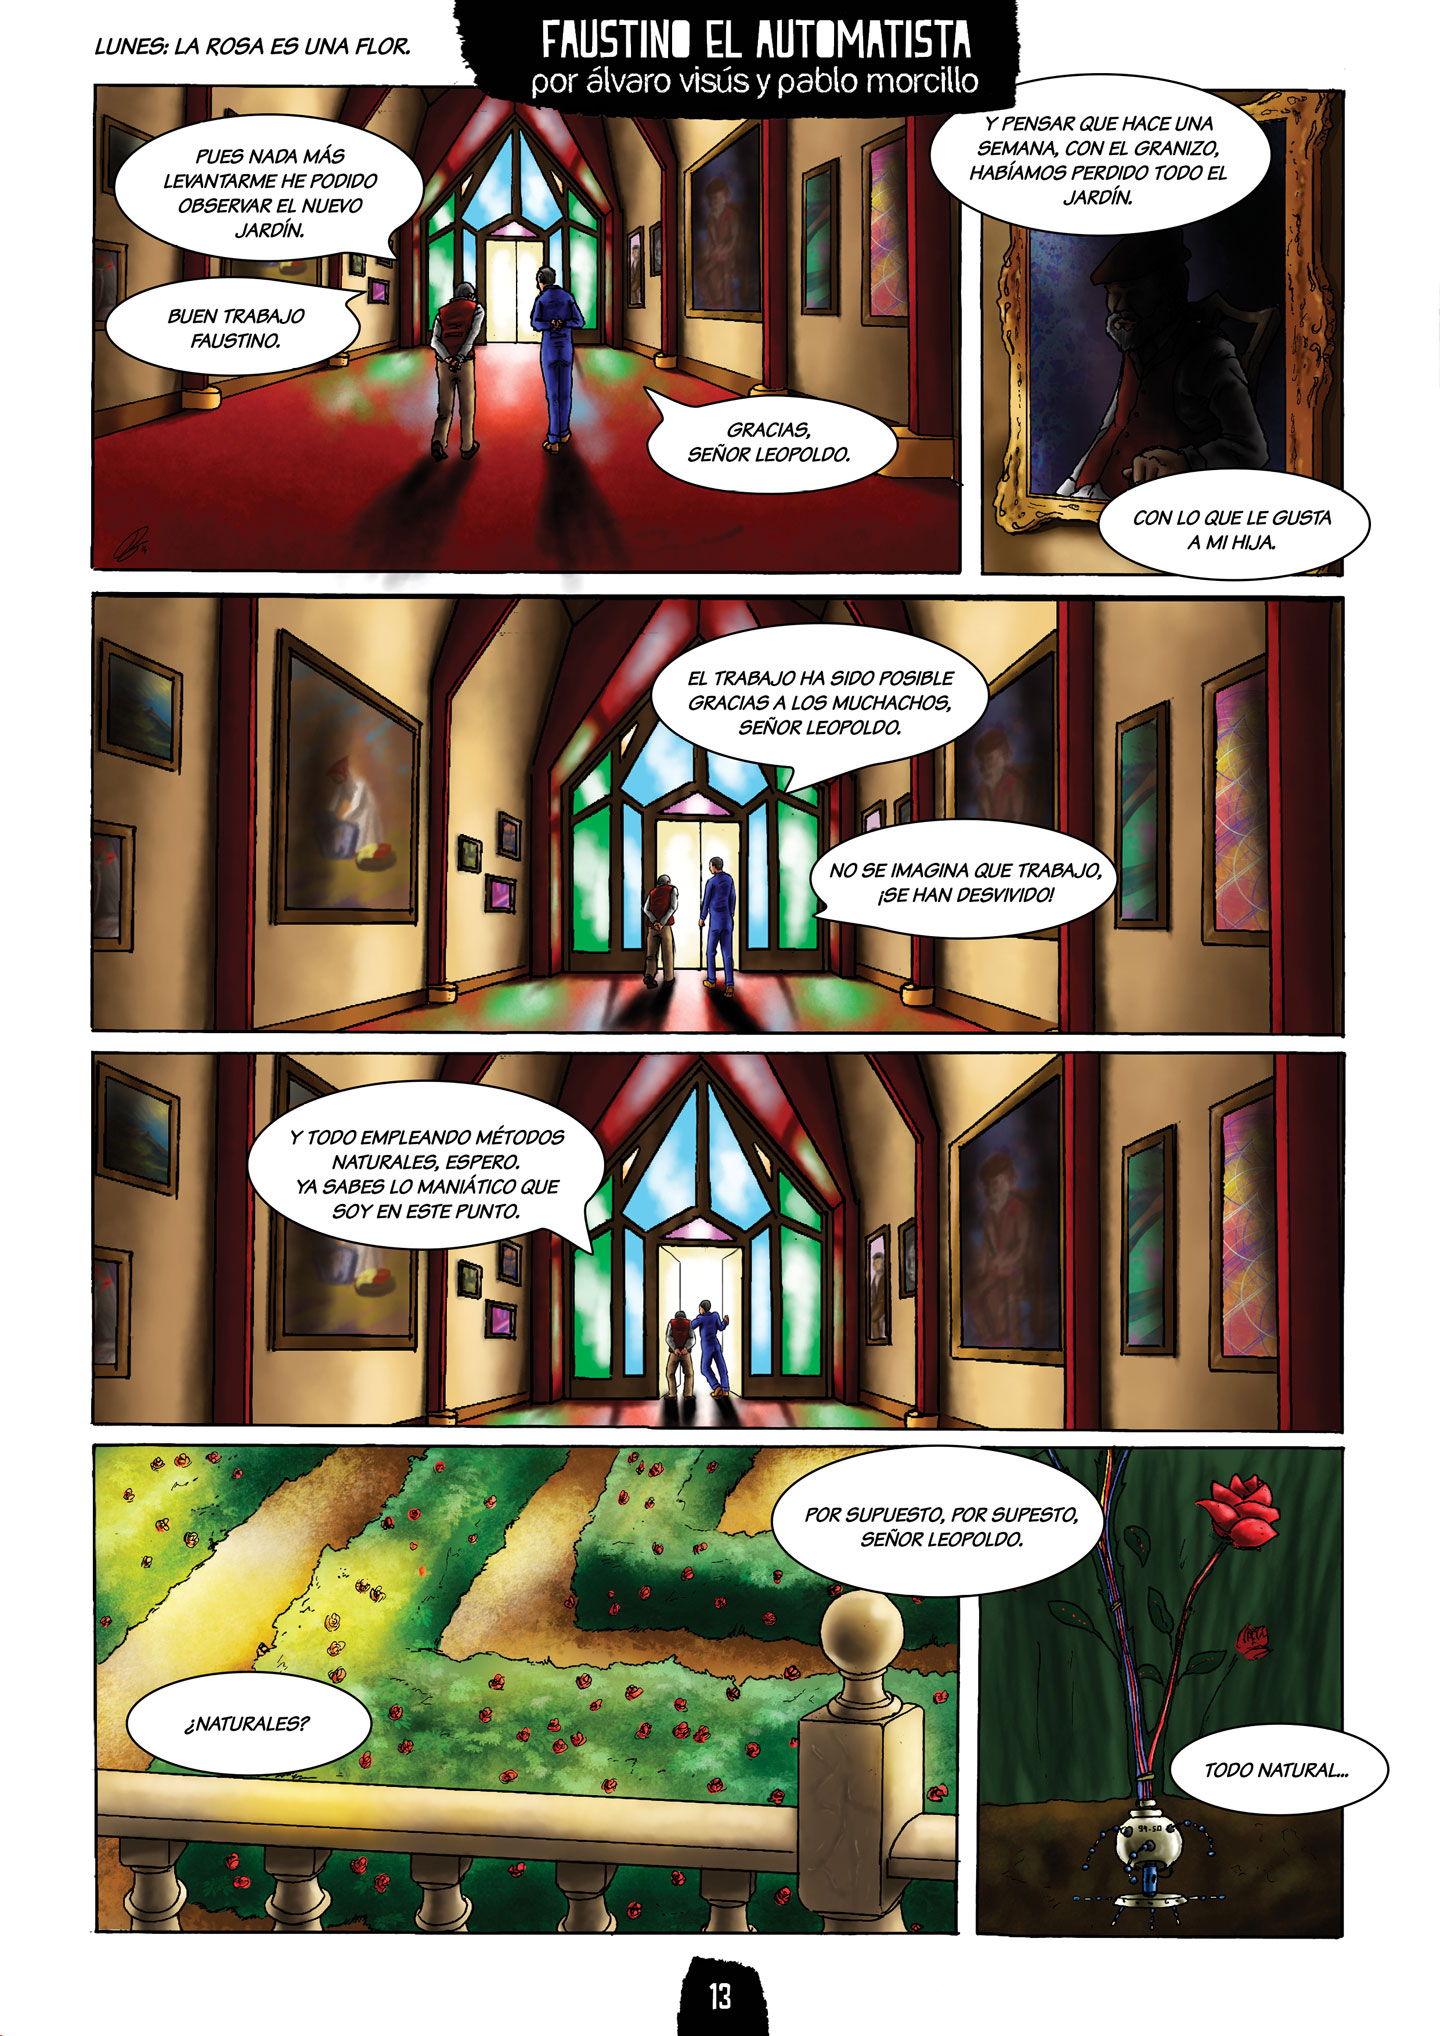 LUNES: LA ROSA ES UNA FLOR.
FAUSTINO EL AUTOMATISTA
por álvaro visús y pablo morcillo
PUES NADA MÁS
LEVANTARME HE PODIDO
OBSERVAR EL NUEVO
JARDÍN.
BUEN TRABAJO
FAUSTINO.
GRACIAS,
SEÑOR LEOPOLDO.
Y PENSAR QUE HACE UNA
SEMANA, CON EL GRANIZO,
HABÍAMOS PERDIDO TODO EL
JARDÍN.
CON LO QUE LE GUSTA
A MI HIJA.
EL TRABAJO HA SIDO POSIBLE
GRACIAS A LOS MUCHACHOS,
SEÑOR LEOPOLDO.
NO SE IMAGINA QUE TRABAJO,
¡SE HAN DESVIVIDO!
Y TODO EMPLEANDO MÉTODOS
NATURALES, ESPERO.
YA SABES LO MANIÁTICO QUE
SOY EN ESTE PUNTO.
¿NATURALES?
POR SUPUESTO, POR SUPESTO,
SEÑOR LEOPOLDO.
TODO NATURAL...
94-50
13